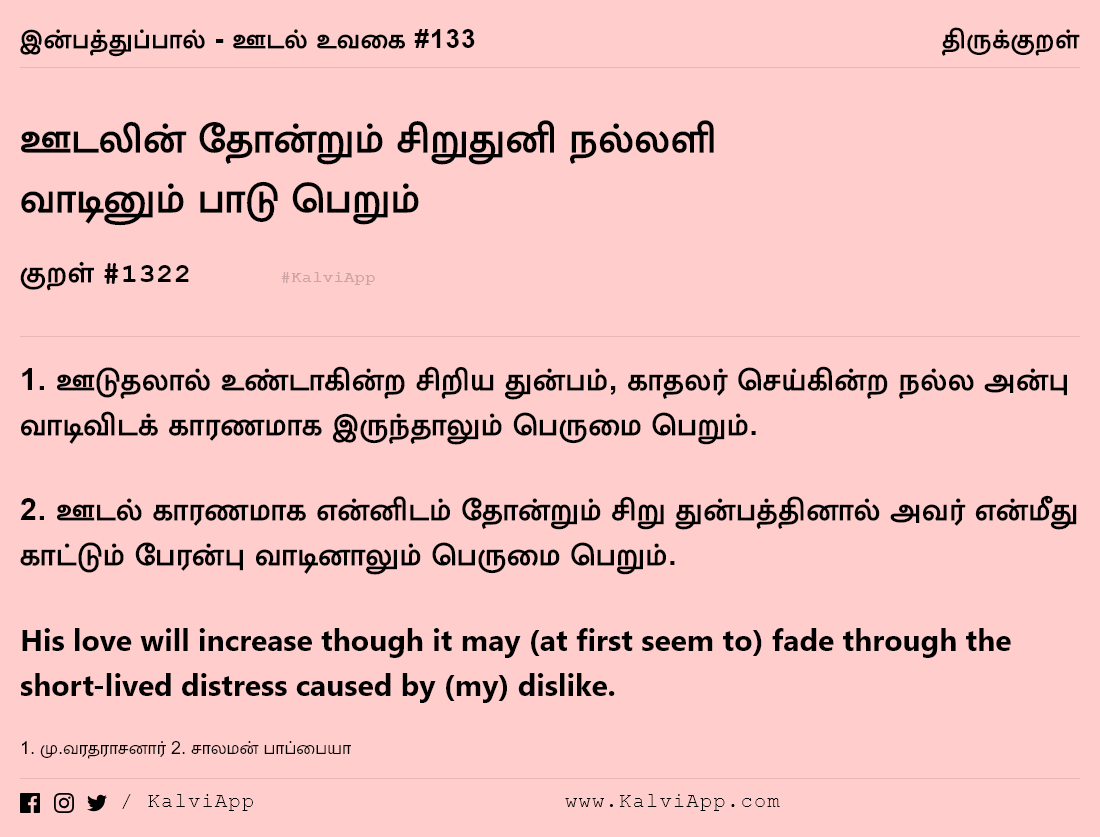 இன்பத்துப்பால் - ஊடல் உவகை #133
திருக்குறள்
ஊடலின் தோன்றும் சிறுதுனி நல்லளி
வாடினும் பாடு பெறும்
குறள் #1322
#KalviApp
1. ஊடுதலால் உண்டாகின்ற சிறிய துன்பம், காதலர் செய்கின்ற நல்ல அன்பு
வாடிவிடக் காரணமாக இருந்தாலும் பெருமை பெறும்.
2. ஊடல் காரணமாக என்னிடம் தோன்றும் சிறு துன்பத்தினால் அவர் என்மீது
காட்டும் பேரன்பு வாடினாலும் பெருமை பெறும்.
His love will increase though it may (at first seem to) fade through the
short-lived distress caused by (my) dislike.
1. மு.வரதராசனார் 2. சாலமன் பாப்பையா
/ KalviApp
www.KalviApp.com